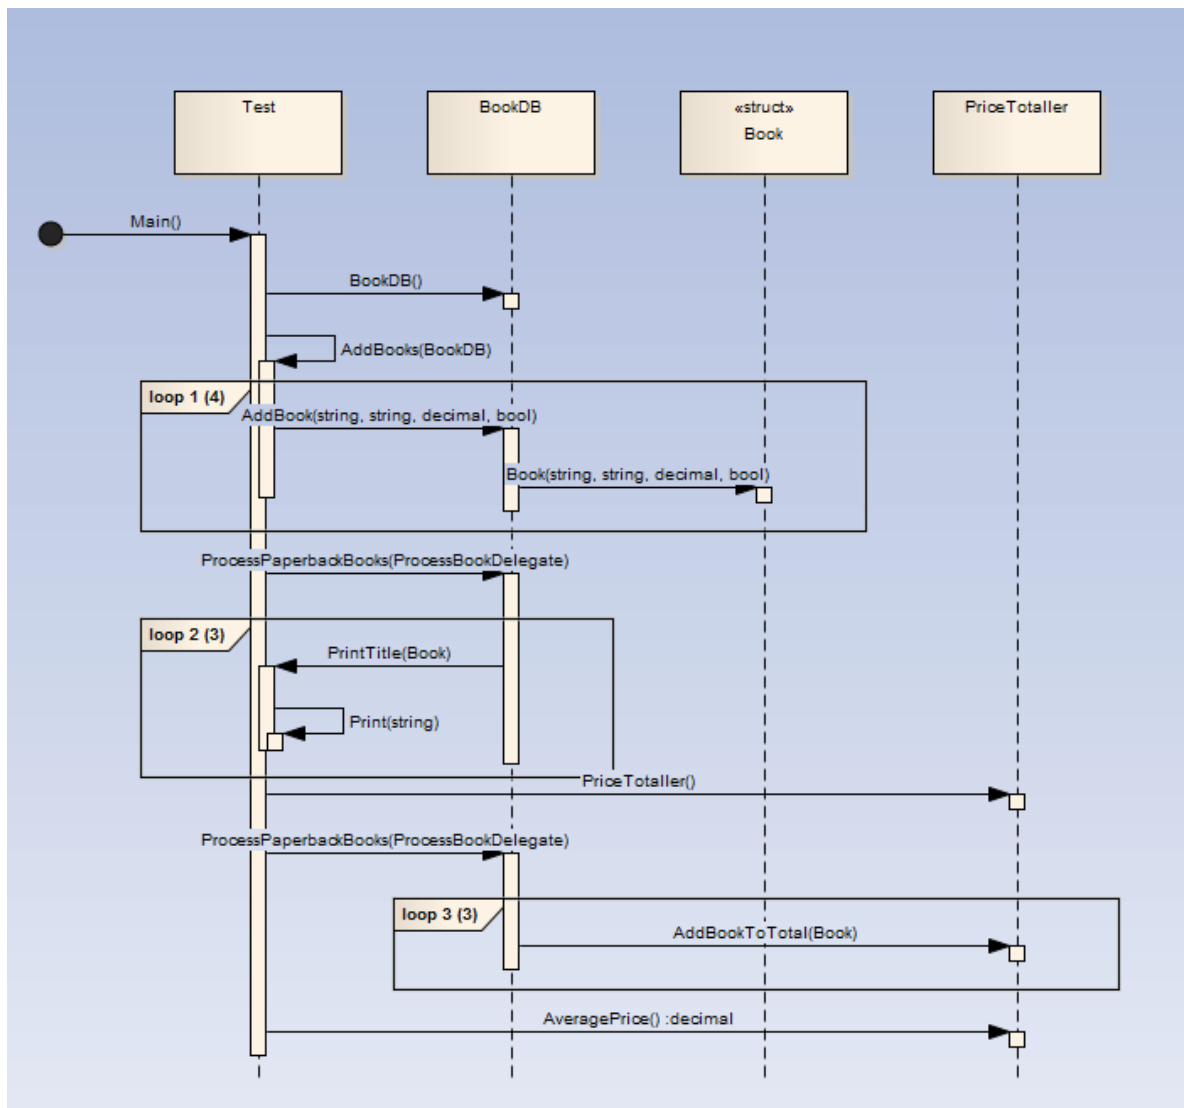 Test
BookDB
«struct»
Book
PriceTotaller
Main()
BookDB()
AddBooks(BookDB)
loop 1 (4)
AddBook(string, string, decimal, bool)
Book(string, string, decimal, bool)
ProcessPaperbackBooks(ProcessBookDelegate)
loop 2 (3)
PrintTitle(Book)
Print(string)
PriceTotaller()
ProcessPaperbackBooks(ProcessBookDelegate)
loop 3 (3)
AddBookToTotal(Book)
AveragePrice() :decimal